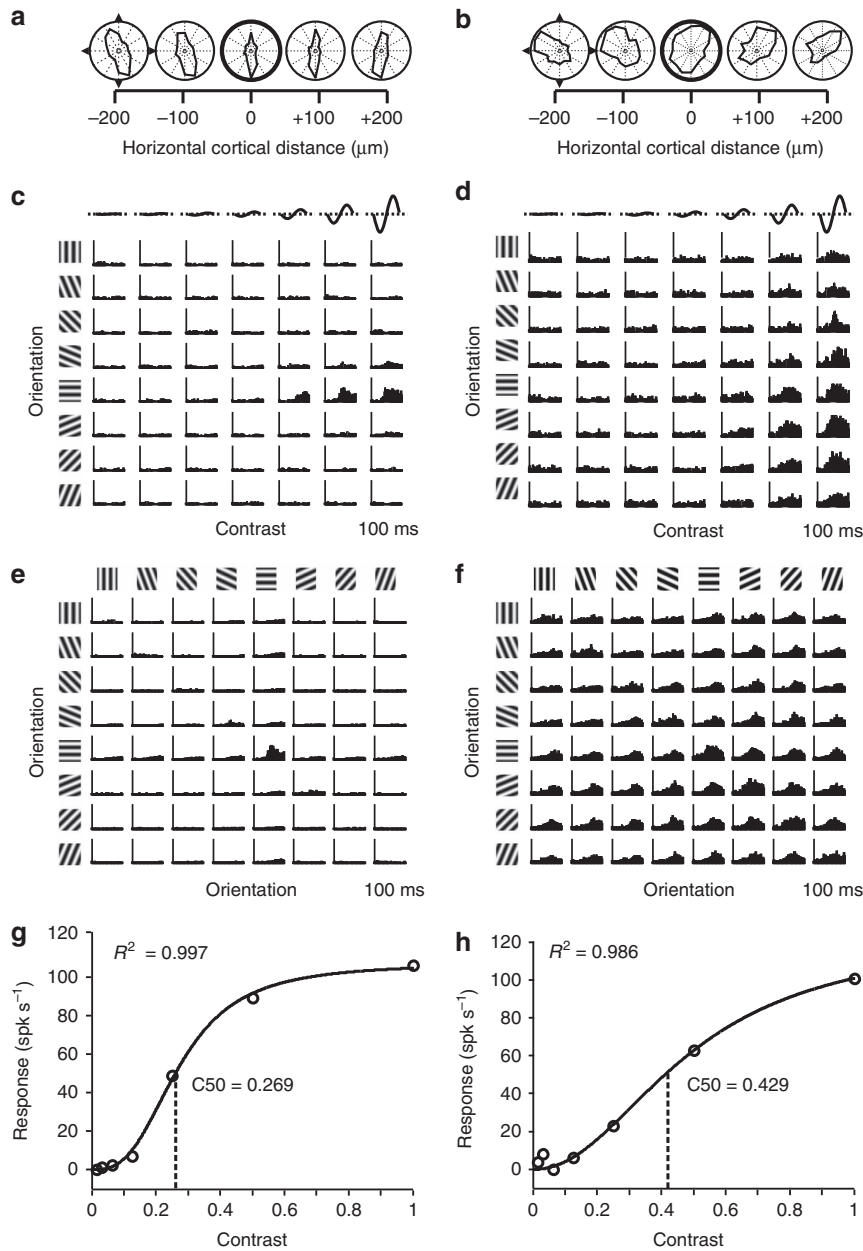 a
b
−200 −100 0 +100 +200
Horizontal cortical distance (μm)
−200 −100 0 +100 +200
Horizontal cortical distance (μm)
c
Orientation
Contrast 100 ms
d
Orientation
Contrast 100 ms
e
Orientation
Orientation 100 ms
f
Orientation
Orientation 100 ms
g
R² = 0.997
C50 = 0.269
Response (spk s⁻¹)
120
100
80
60
40
20
0
0 0.2 0.4 0.6 0.8 1
Contrast
h
R² = 0.986
C50 = 0.429
Response (spk s⁻¹)
120
100
80
60
40
20
0
0 0.2 0.4 0.6 0.8 1
Contrast